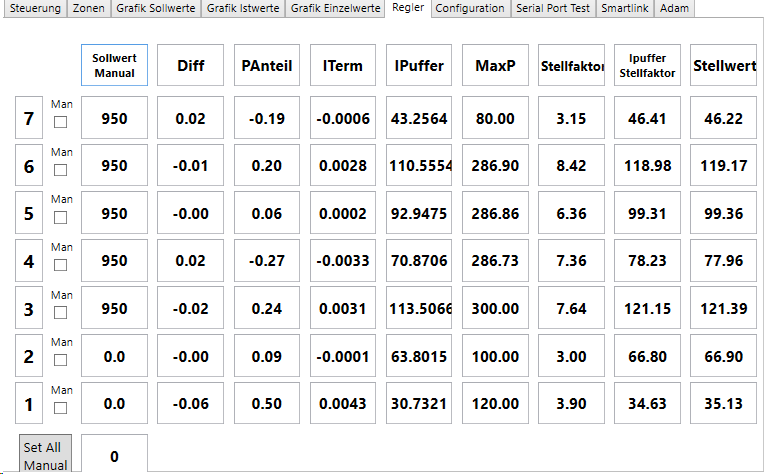 Steuerung Zonen Grafik Sollwerte Grafik Istwerte Grafik Einzelwerte Regler Configuration Serial Port Test Smartlink Adam
Sollwert Manual Diff PAnteil ITerm IPuffer MaxP Stellfaktor Ipuffer Stellfaktor Stellwert
7 Man 950 0.02 -0.19 -0.0006 43.2564 80.00 3.15 46.41 46.22
6 Man 950 -0.01 0.20 0.0028 110.5554 286.90 8.42 118.98 119.17
5 Man 950 -0.00 0.06 0.0002 92.9475 286.86 6.36 99.31 99.36
4 Man 950 0.02 -0.27 -0.0033 70.8706 286.73 7.36 78.23 77.96
3 Man 950 -0.02 0.24 0.0031 113.5066 300.00 7.64 121.15 121.39
2 Man 0.0 -0.00 0.09 -0.0001 63.8015 100.00 3.00 66.80 66.90
1 Man 0.0 -0.06 0.50 0.0043 30.7321 120.00 3.90 34.63 35.13
Set All Manual 0